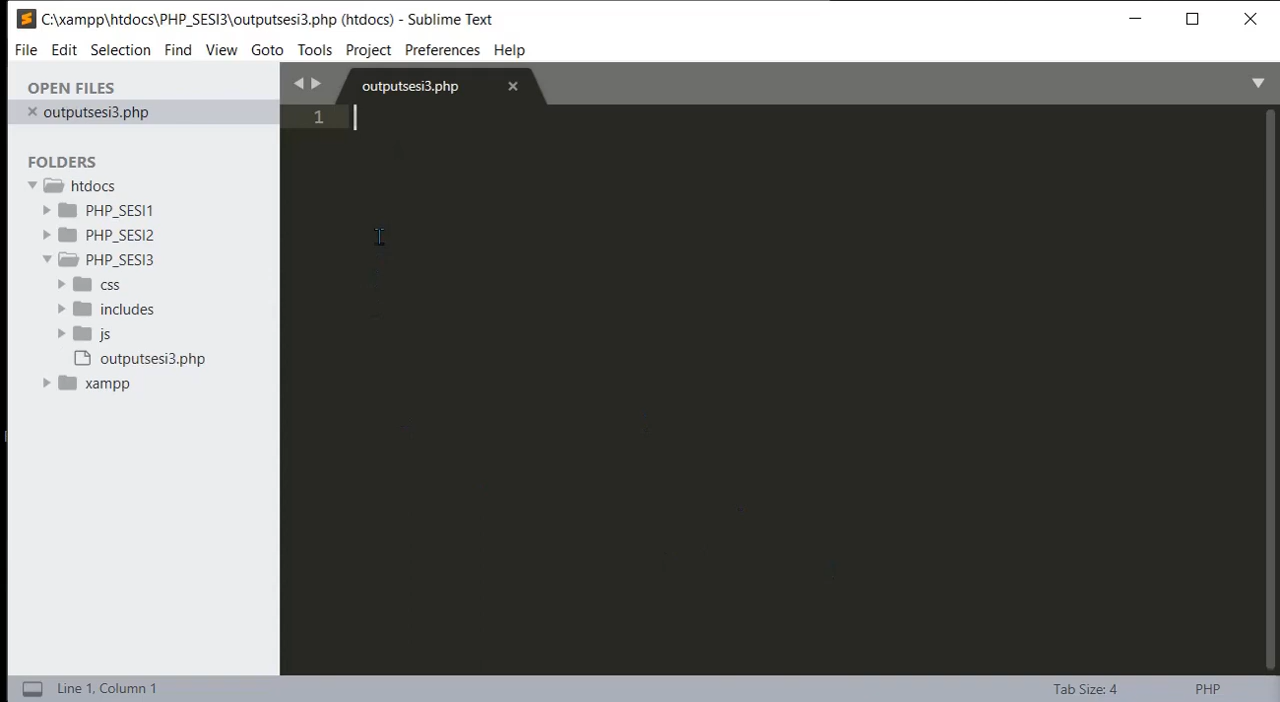 C:\xampp\htdocs\PHP_SESI3\outputsesi3.php (htdocs) - Sublime Text
File Edit Selection Find View Goto Tools Project Preferences Help
OPEN FILES
outputsesi3.php
FOLDERS
htdocs
PHP_SESI1
PHP_SESI2
PHP_SESI3
css
includes
js
outputsesi3.php
xampp
outputsesi3.php
1
Line 1, Column 1
Tab Size: 4
PHP